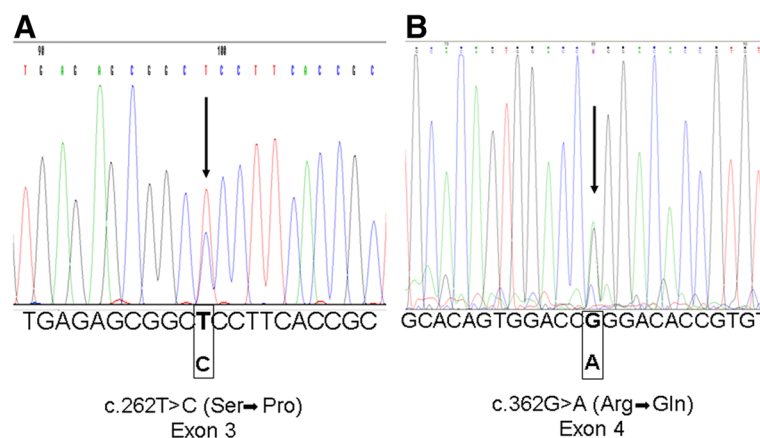 A
90 100
T G A G A G C G G C T C C T T C A C C G C
TGAGAGCGGCTCCTTCACCGC
C
c.262T>C (Ser➡Pro)
Exon 3
B
GCACAGTGGACCGGGACACCGTGT
A
c.362G>A (Arg➡Gln)
Exon 4